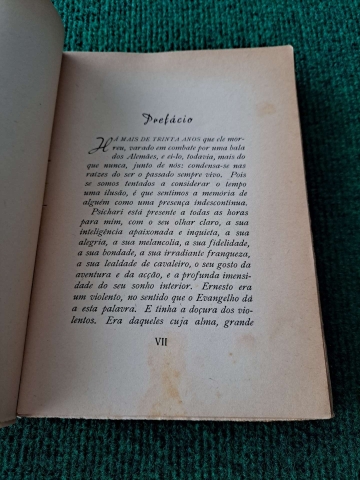 Prefácio
HÁ MAIS DE TRINTA ANOS que ele mor-
reu, varado em combate por uma bala
dos Alemães, e ei-lo, todavia, mais do
que nunca, junto de nós: condensa-se nas
raízes do ser o passado sempre vivo. Pois
se somos tentados a considerar o tempo
uma ilusão, é que sentimos a memória de
alguém como uma presença indescontínua.
Psichari está presente a todas as horas
para mim, com o seu olhar claro, a sua
inteligência apaixonada e inquieta, a sua
alegria, a sua melancolia, a sua fidelidade,
a sua bondade, a sua irradiante franqueza,
a sua lealdade de cavaleiro, o seu gosto da
aventura e da acção, e a profunda imensi-
dade do seu sonho interior. Ernesto era
um violento, no sentido que o Evangelho dá
a esta palavra. E tinha a doçura dos vio-
lentos. Era daqueles cuja alma, grande
VII